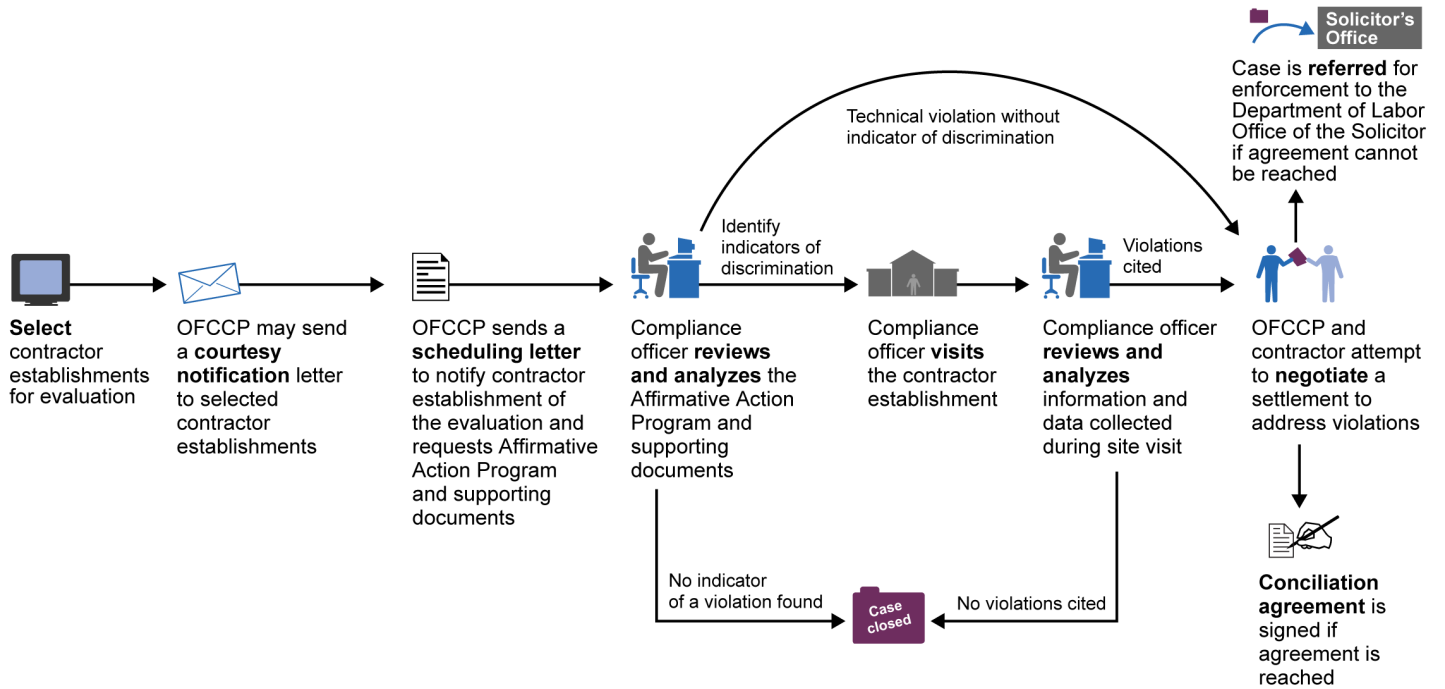 Select
contractor
establishments
for evaluation
OFCCP may send
a courtesy
notification letter
to selected
contractor
establishments
OFCCP sends a
scheduling letter
to notify contractor
establishment of
the evaluation and
requests Affirmative
Action Program
and supporting
documents
Compliance
officer reviews
and analyzes the
Affirmative Action
Program and
supporting
documents
Technical violation without
indicator of discrimination
Identify
indicators of
discrimination
Compliance
officer visits
the contractor
establishment
Compliance officer
reviews and
analyzes
information and
data collected
during site visit
Violations
cited
OFCCP and
contractor attempt
to negotiate a
settlement to
address violations
Solicitor's
Office
Case is referred for
enforcement to the
Department of Labor
Office of the Solicitor
if agreement cannot
be reached
Conciliation
agreement is
signed if
agreement is
reached
No indicator
of a violation found
Case
closed
No violations cited